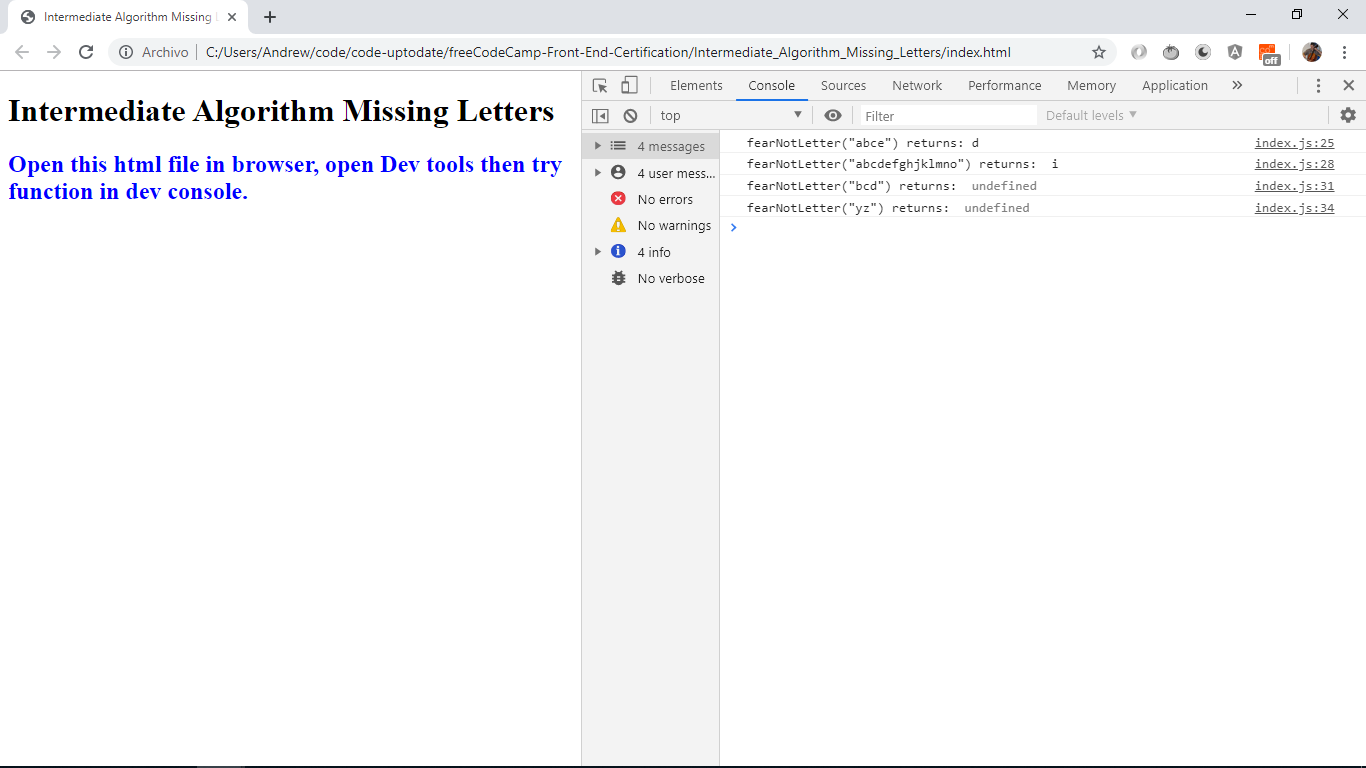 Intermediate Algorithm Missing L
Archivo
C:/Users/Andrew/code/code-uptodate/freeCodeCamp-Front-End-Certification/Intermediate_Algorithm_Missing_Letters/index.html
off
Intermediate Algorithm Missing Letters
Open this html file in browser, open Dev tools then try
function in dev console.
Elements Console Sources Network Performance Memory Application
top Filter Default levels
4 messages
4 user mess...
No errors
No warnings
4 info
No verbose
fearNotLetter("abce") returns: d index.js:25
fearNotLetter("abcdefghjklmno") returns:  i index.js:28
fearNotLetter("bcd") returns:  undefined index.js:31
fearNotLetter("yz") returns:  undefined index.js:34